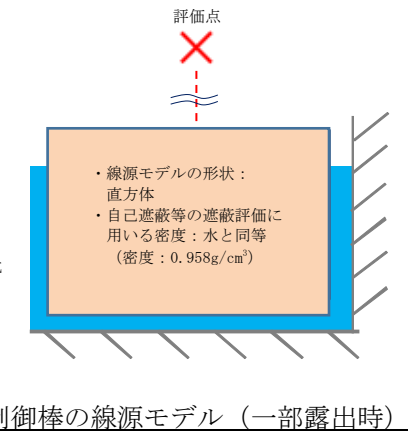 評価点
・線源モデルの形状：
直方体
・自己遮蔽等の遮蔽評価に
用いる密度：水と同等
（密度：0.958g/cm³）
御棒の線源モデル（一部露出時）